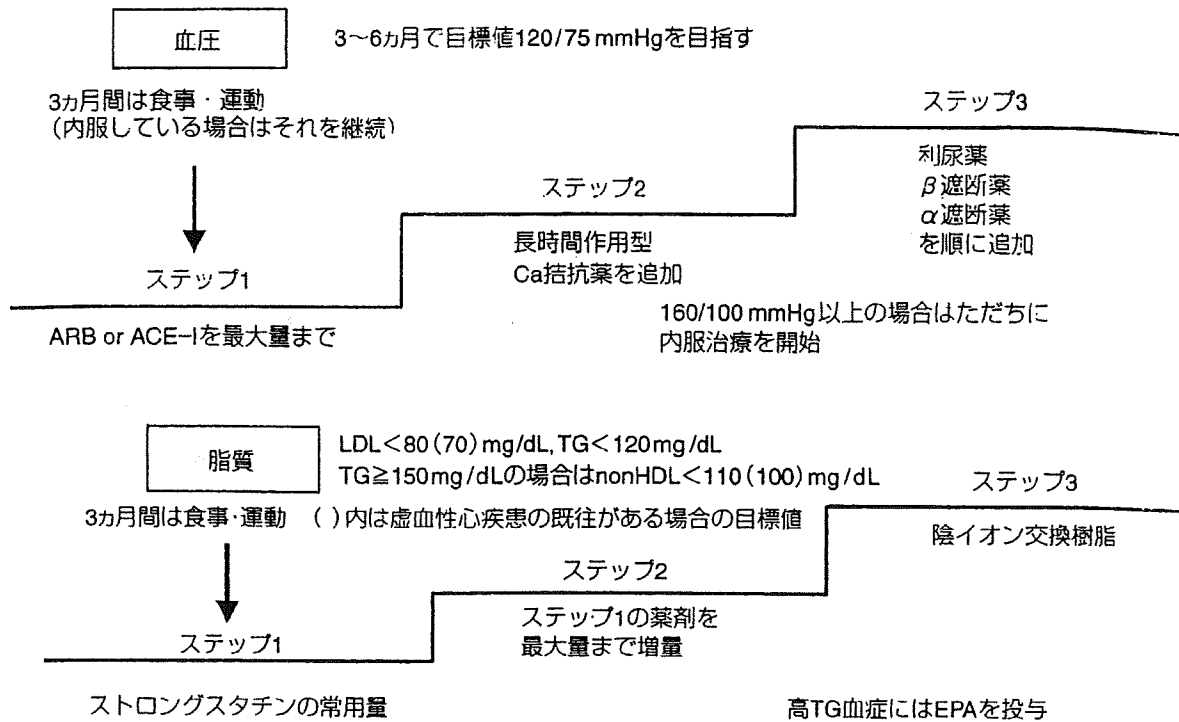 血圧
3～6ヵ月で目標値120/75 mmHgを目指す
3ヵ月間は食事・運動
(内服している場合はそれを継続)
ステップ1
ARB or ACE-Iを最大量まで
ステップ2
長時間作用型
Ca拮抗薬を追加
ステップ3
利尿薬
β遮断薬
α遮断薬
を順に追加
160/100 mmHg以上の場合はただちに
内服治療を開始
脂質
LDL<80(70)mg/dL,TG<120mg/dL
TG≧150mg/dLの場合はnonHDL<110(100)mg/dL
3ヵ月間は食事・運動 ( )内は虚血性心疾患の既往がある場合の目標値
ステップ1
ストロングスタチンの常用量
ステップ2
ステップ1の薬剤を
最大量まで増量
ステップ3
陰イオン交換樹脂
高TG血症にはEPAを投与